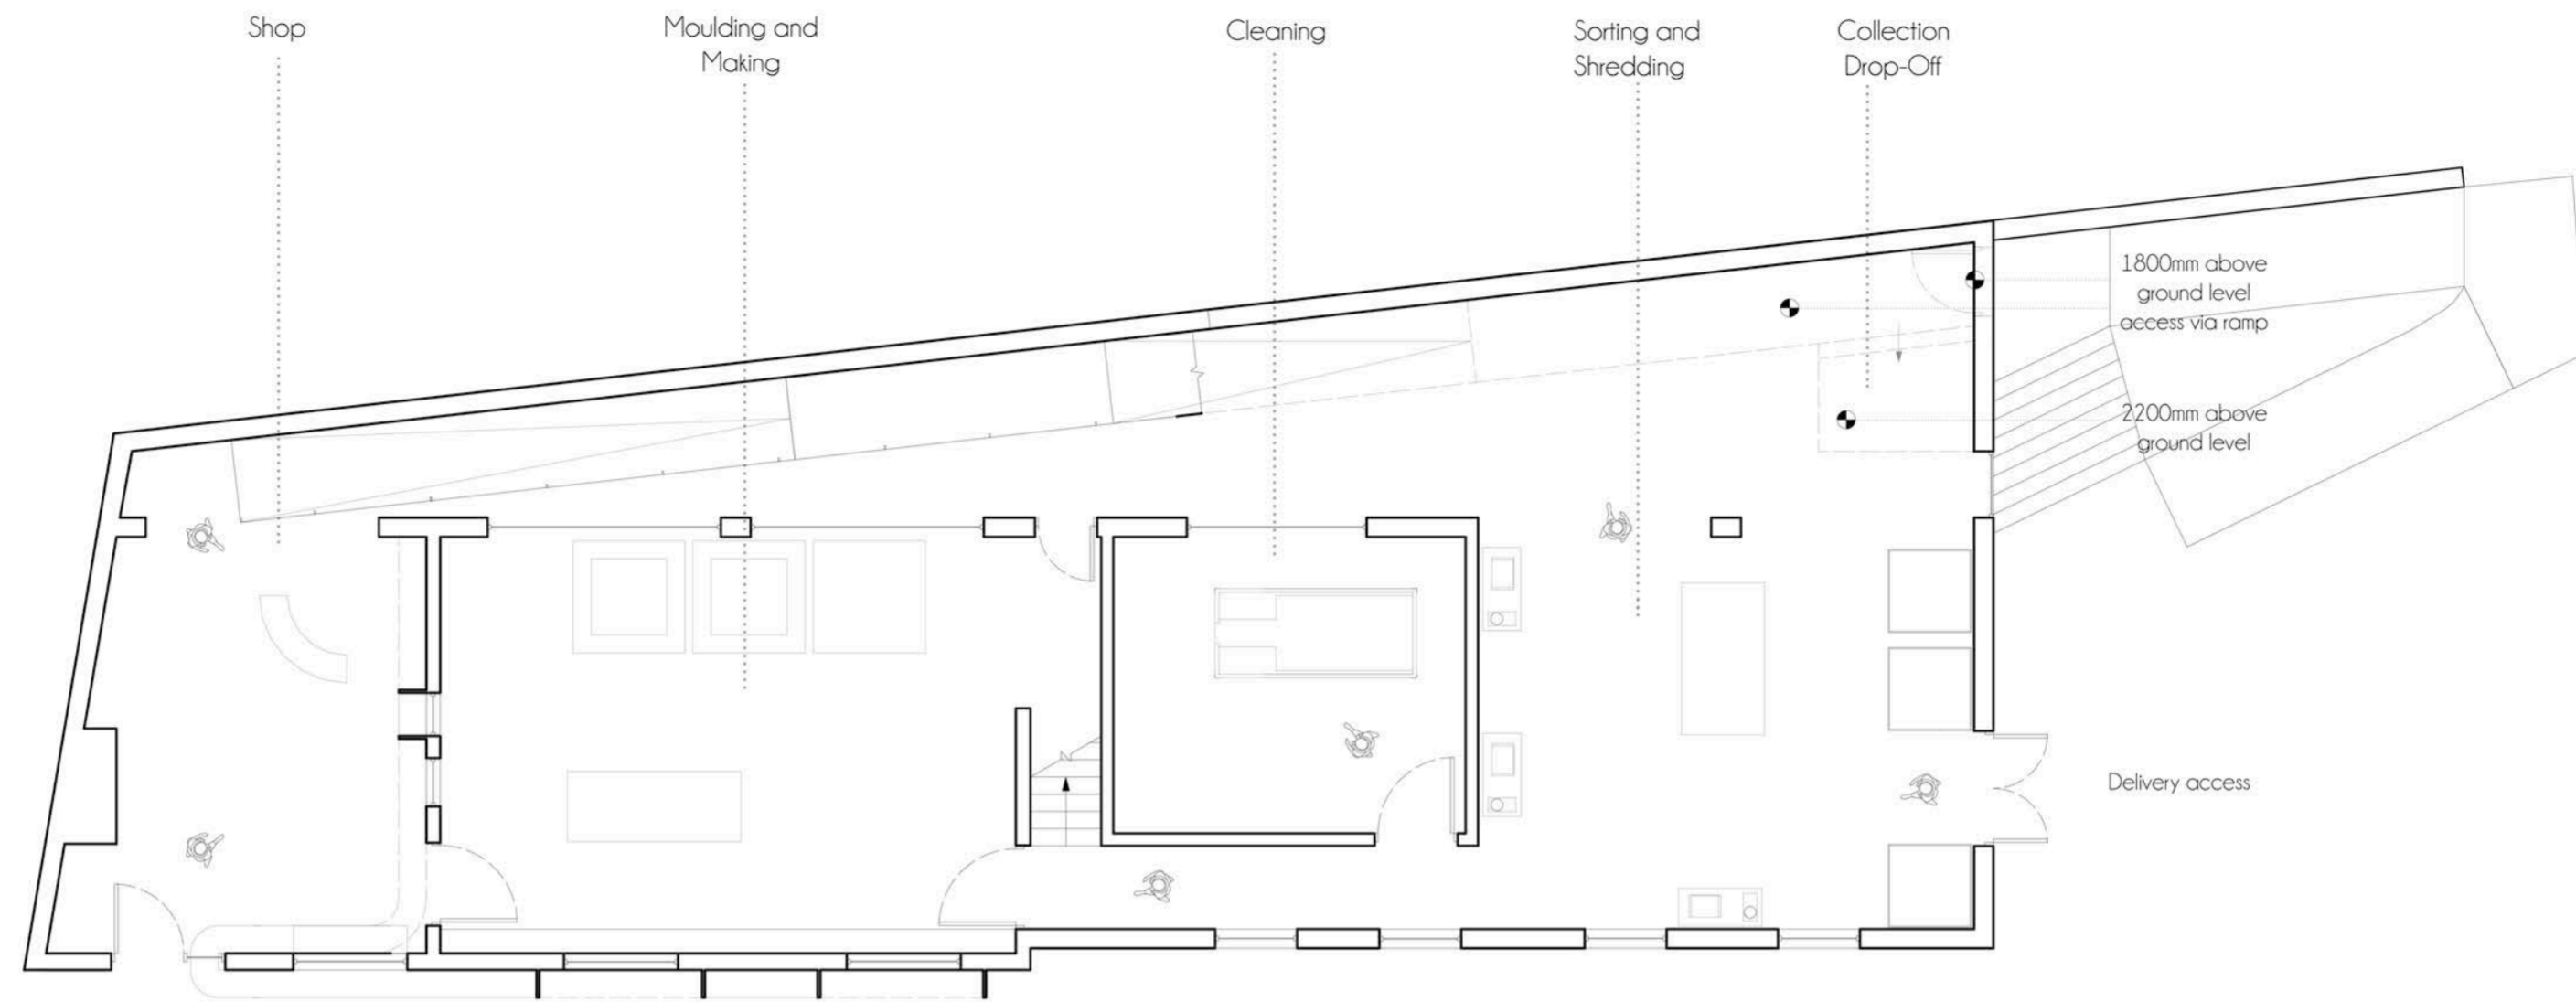 Shop
Moulding and
Making
Cleaning
Sorting and
Shredding
Collection
Drop-Off
1800mm above
ground level
access via ramp
2200mm above
ground level
Delivery access